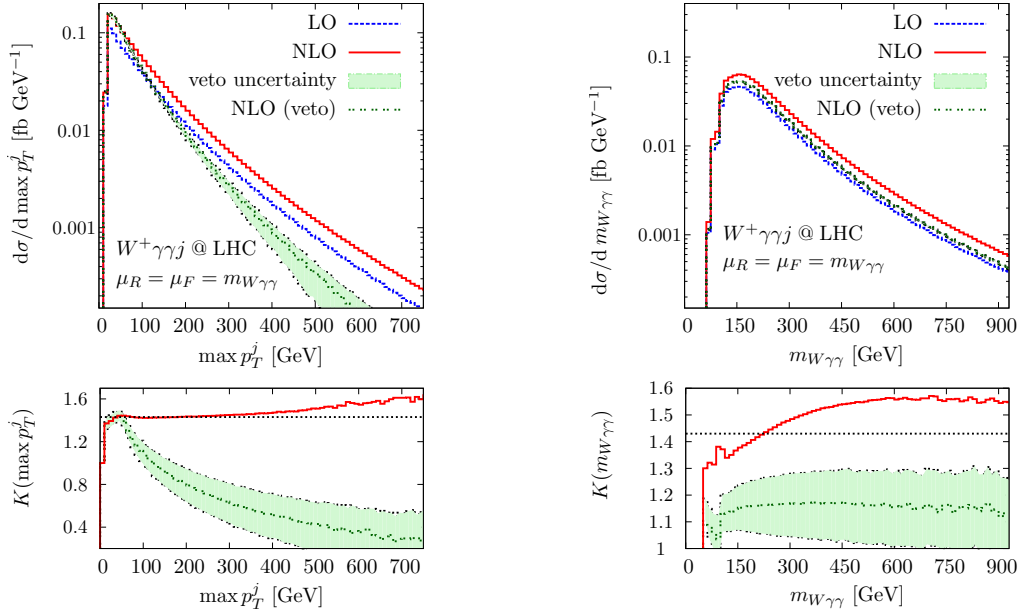 LO
NLO
veto uncertainty
NLO (veto)
dσ/d max p_T^j [fb GeV⁻¹]
0.1
0.01
0.001
W⁺γγj @ LHC
μ_R = μ_F = m_Wγγ
0 100 200 300 400 500 600 700
max p_T^j [GeV]
K(max p_T^j)
1.6
1.2
0.8
0.4
0 100 200 300 400 500 600 700
max p_T^j [GeV]
LO
NLO
veto uncertainty
NLO (veto)
dσ/d m_Wγγ [fb GeV⁻¹]
0.1
0.01
0.001
W⁺γγj @ LHC
μ_R = μ_F = m_Wγγ
0 150 300 450 600 750 900
m_Wγγ [GeV]
K(m_Wγγ)
1.6
1.5
1.4
1.3
1.2
1.1
1
0 150 300 450 600 750 900
m_Wγγ [GeV]